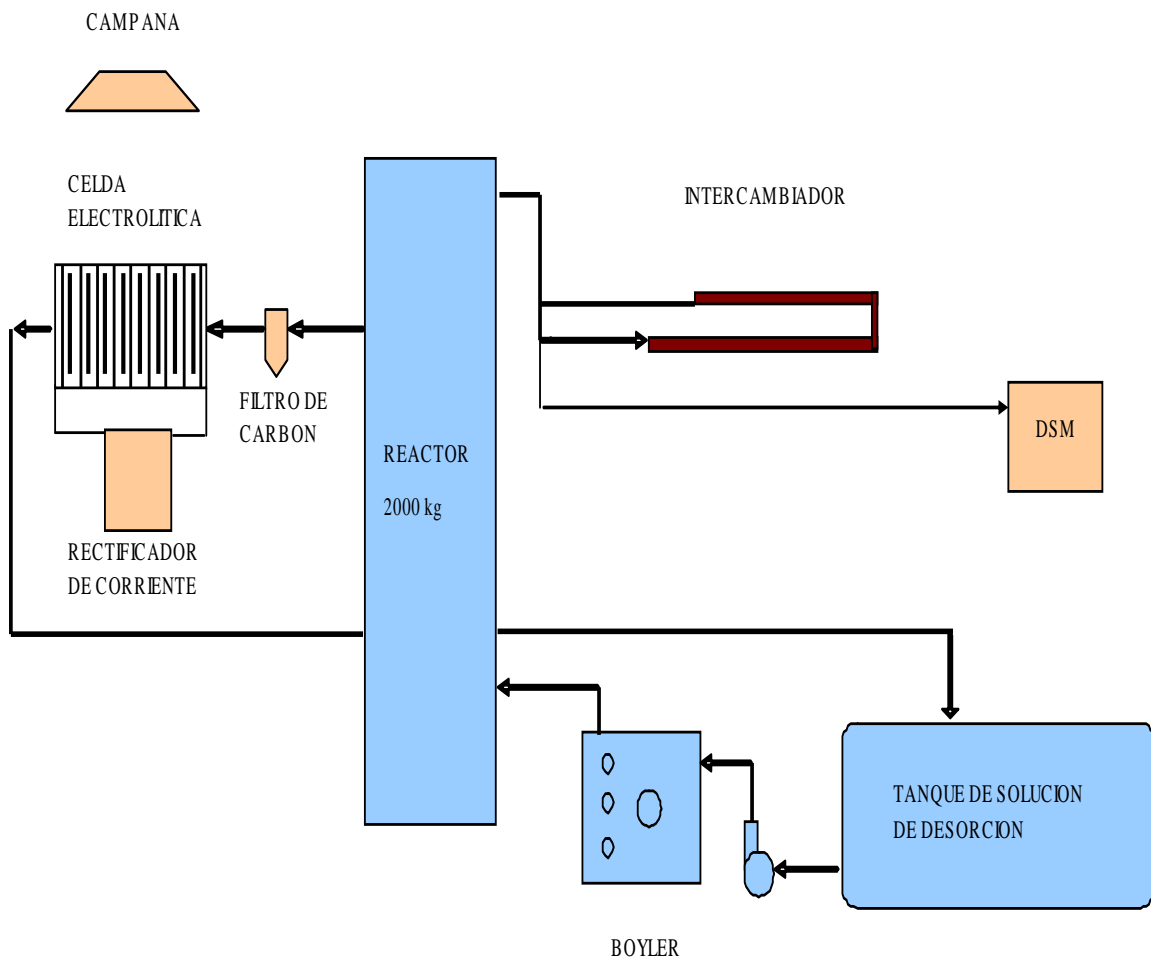 CAMPANA
CELDA
ELECTROLITICA
INTERCAMBIADOR
FILTRO DE
CARBON
DSM
REACTOR
2000 kg
RECTIFICADOR
DE CORRIENTE
TANQUE DE SOLUCION
DE DESORCION
BOYLER